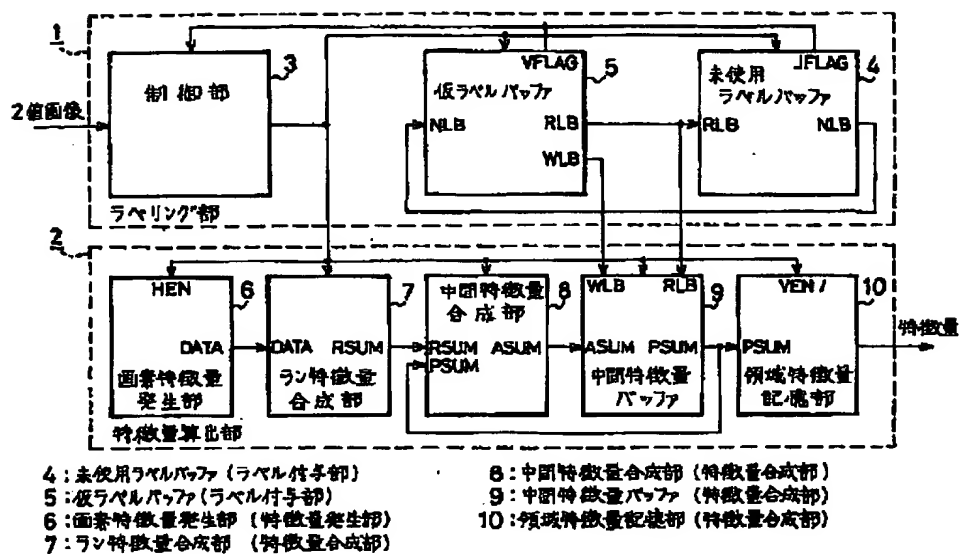 1
3
制御部
2値画像
ラベリング部
VFLAG
5
仮ラベルバッファ
NLB
RLB
WLB
JFLAG
4
未使用
ラベルバッファ
RLB
NLB
2
HEN
6
DATA
画素特徴量
発生部
特徴量算出部
7
DATA
RSUM
ラン特徴量
合成部
中間特徴量
合成部
8
RSUM
ASUM
PSUM
WLB
RLB
9
ASUM
PSUM
中間特徴量
バッファ
10
PSUM
領域特徴量
記憶部
特徴量
4:未使用ラベルバッファ(ラベル付与部)
5:仮ラベルバッファ(ラベル付与部)
6:画素特徴量発生部 (特徴量発生部)
7:ラン特徴量合成部 (特徴量合成部)
8:中間特徴量合成部 (特徴量合成部)
9:中間特徴量バッファ (特徴量合成部)
10:領域特徴量記憶部 (特徴量合成部)